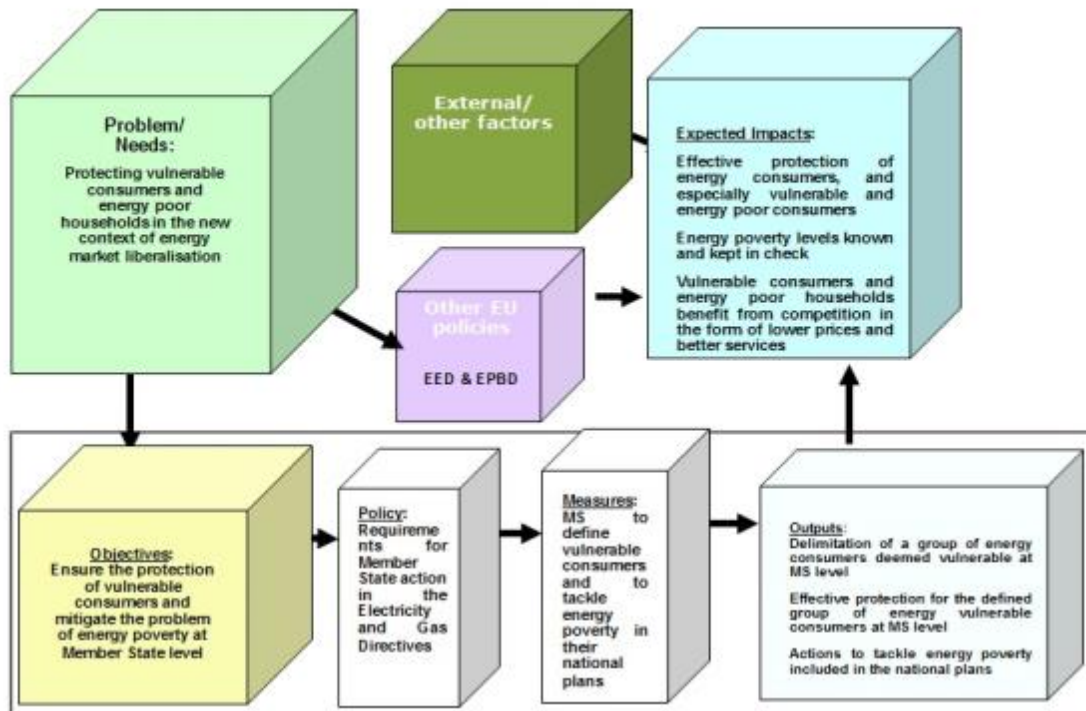 Problem/
Needs:
Protecting vulnerable
consumers and
energy poor
households in the new
context of energy
market liberalisation
External/
other factors
Other EU
policies
EED & EPBD
Expected Impacts:
Effective protection of
energy consumers, and
especially vulnerable and
energy poor consumers
Energy poverty levels known
and kept in check
Vulnerable consumers and
energy poor households
benefit from competition in
the form of lower prices and
better services
Objectives:
Ensure the protection
of vulnerable
consumers and
mitigate the problem
of energy poverty at
Member State level
Policy:
Requireme
nts for
Member
State action
in the
Electricity
and Gas
Directives
Measures:
MS to
define
vulnerable
consumers
and to
tackle
energy
poverty in
their
national
plans
Outputs:
Delimitation of a group of energy
consumers deemed vulnerable at
MS level
Effective protection for the defined
group of energy vulnerable
consumers at MS level
Actions to tackle energy poverty
included in the national plans